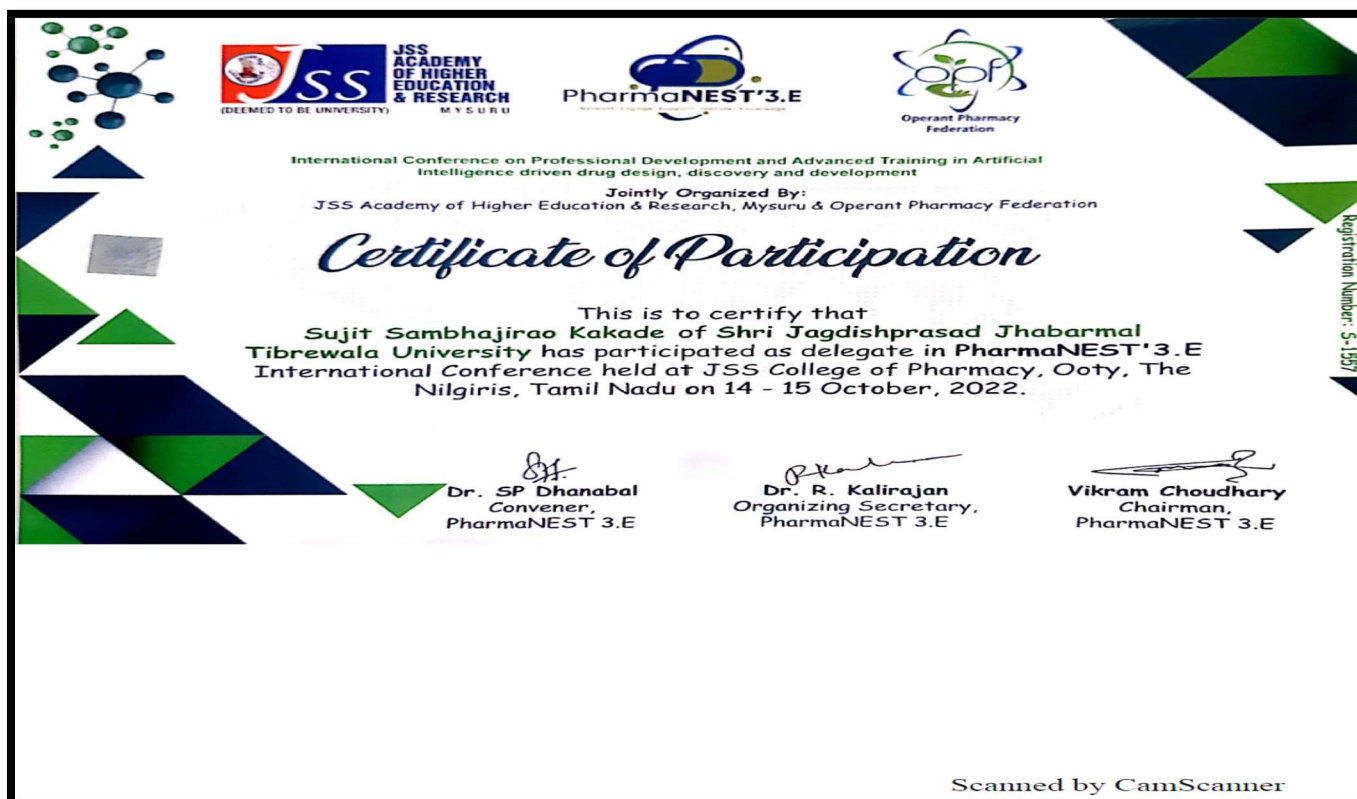 JSS
JSS
ACADEMY
OF HIGHER
EDUCATION
& RESEARCH
MYSURU
(DEEMED TO BE UNIVERSITY)
PharmaNEST'3.E
opf
Operant Pharmacy
Federation
International Conference on Professional Development and Advanced Training in Artificial
Intelligence driven drug design, discovery and development
Jointly Organized By:
JSS Academy of Higher Education & Research, Mysuru & Operant Pharmacy Federation
Certificate of Participation
Registration Number: S-1557
This is to certify that
Sujit Sambhajirao Kakade of Shri Jagdishprasad Jhabarmal
Tibrewala University has participated as delegate in PharmaNEST'3.E
International Conference held at JSS College of Pharmacy, Ooty, The
Nilgiris, Tamil Nadu on 14 - 15 October, 2022.
Dr. SP Dhanabal
Convener,
PharmaNEST 3.E
Dr. R. Kalirajan
Organizing Secretary,
PharmaNEST 3.E
Vikram Choudhary
Chairman,
PharmaNEST 3.E
Scanned by CamScanner